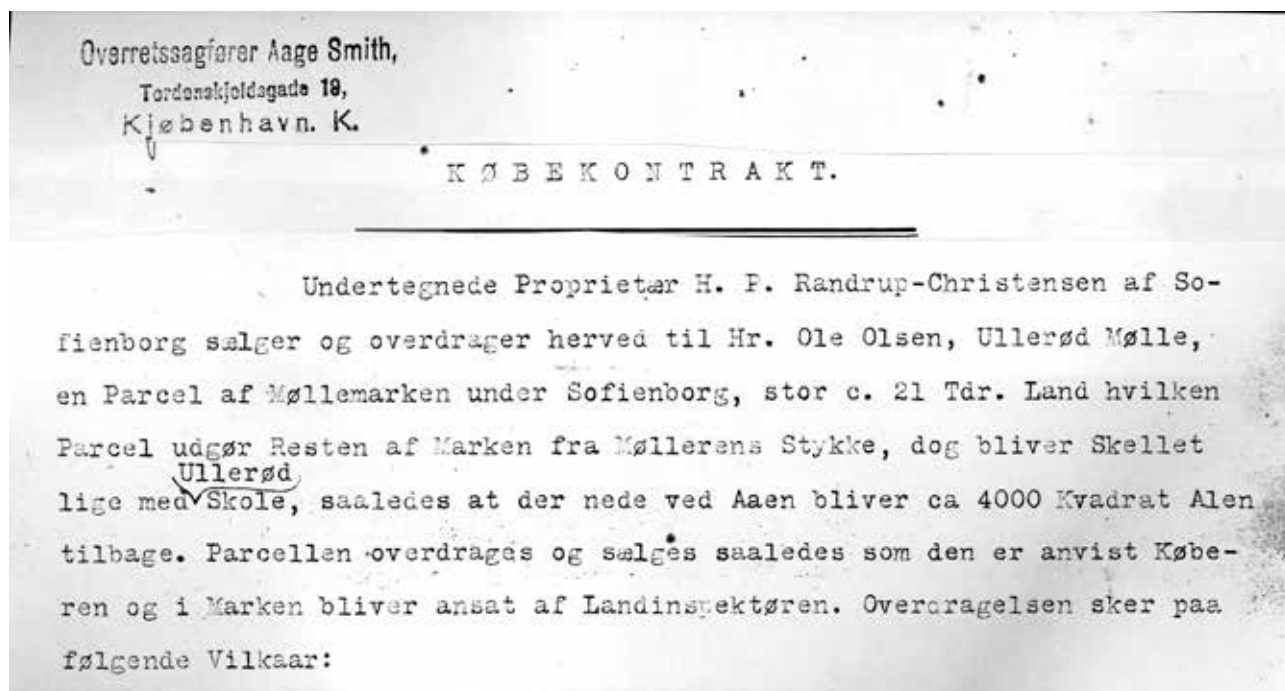 Overretssagfører Aage Smith,
Tordenskjoldsgade 19,
Kjøbenhavn. K.
KØBEKONTRAKT.
Undertegnede Proprietær H. P. Randrup-Christensen af So-
fienborg sælger og overdrager herved til Hr. Ole Olsen, Ullerød Mølle,
en Parcel af Møllemarken under Sofienborg, stor c. 21 Tdr. Land hvilken
Parcel udgør Resten af Marken fra Møllerens Stykke, dog bliver Skellet
Ullerød
lige med Skole, saaledes at der nede ved Aaen bliver ca 4000 Kvadrat Alen
tilbage. Parcellen overdrages og sælges saaledes som den er anvist Købe-
ren og i Marken bliver ansat af Landinspektøren. Overdragelsen sker paa
følgende Vilkaar: